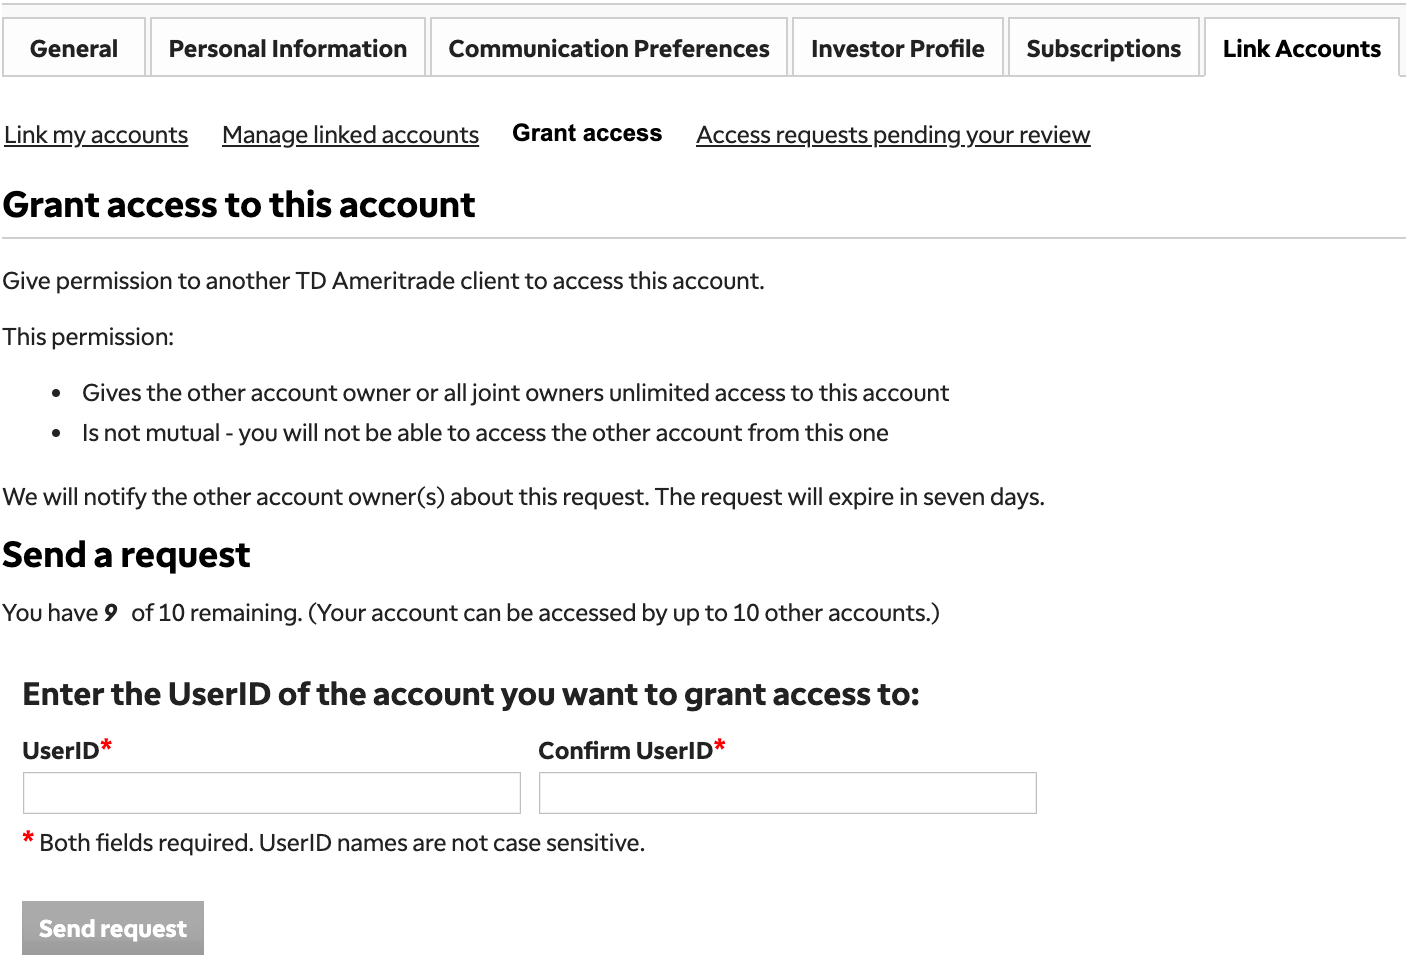 General Personal Information Communication Preferences Investor Profile Subscriptions Link Accounts
Link my accounts Manage linked accounts Grant access Access requests pending your review
Grant access to this account
Give permission to another TD Ameritrade client to access this account.
This permission:
• Gives the other account owner or all joint owners unlimited access to this account
• Is not mutual - you will not be able to access the other account from this one
We will notify the other account owner(s) about this request. The request will expire in seven days.
Send a request
You have 9 of 10 remaining. (Your account can be accessed by up to 10 other accounts.)
Enter the UserID of the account you want to grant access to:
UserID* Confirm UserID*
* Both fields required. UserID names are not case sensitive.
Send request